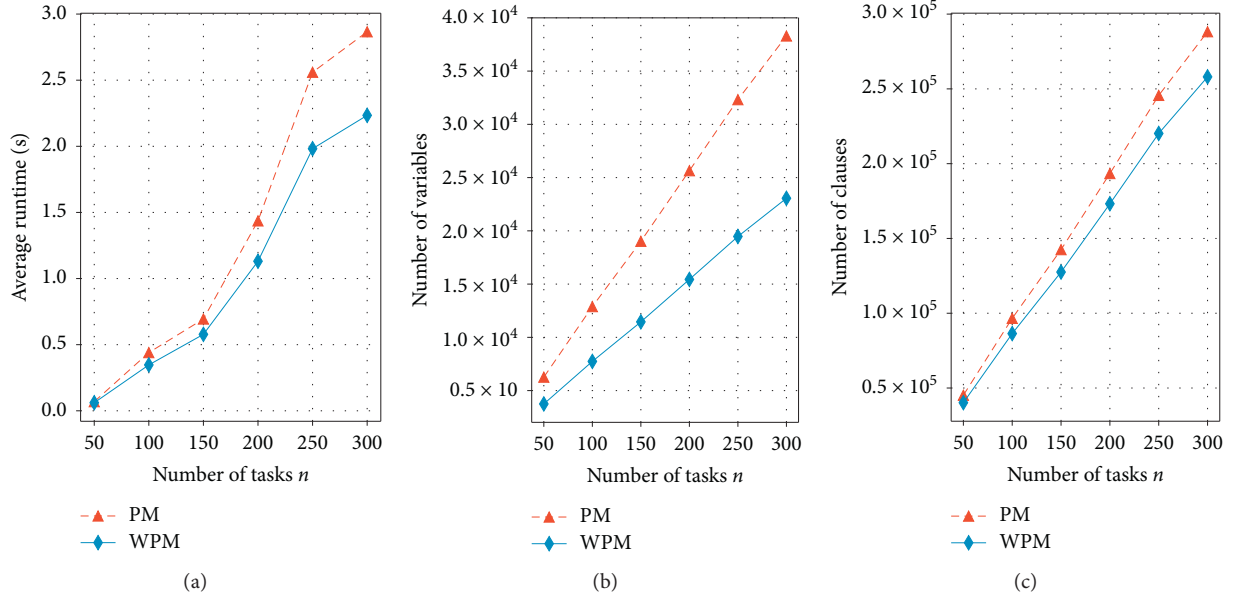 Average runtime (s)
3.0
2.5
2.0
1.5
1.0
0.5
0.0
50 100 150 200 250 300
Number of tasks n
PM
WPM
(a)
Number of variables
4.0 × 10⁴
3.5 × 10⁴
3.0 × 10⁴
2.5 × 10⁴
2.0 × 10⁴
1.5 × 10⁴
1.0 × 10⁴
0.5 × 10
50 100 150 200 250 300
Number of tasks n
PM
WPM
(b)
Number of clauses
3.0 × 10⁵
2.5 × 10⁵
2.0 × 10⁵
1.5 × 10⁵
1.0 × 10⁵
0.5 × 10⁵
50 100 150 200 250 300
Number of tasks n
PM
WPM
(c)